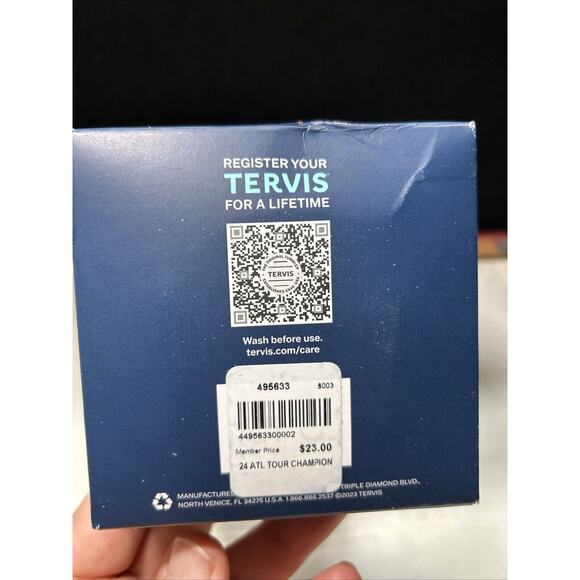 REGISTER YOUR
TERVIS
FOR A LIFETIME
TERVIS
Wash before use.
tervis.com/care
495633 8003
449563300002
Member Price $23.00
24 ATL TOUR CHAMPION
MANUFACTURED TRIPLE DIAMOND BLVD.,
NORTH VENICE, FL 34275 U.S.A. 1.866.886.2537 ©2023 TERVIS